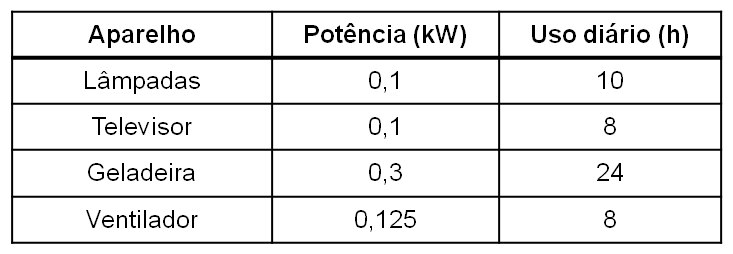 Aparelho Potência (kW) Uso diário (h)
Lâmpadas 0,1 10
Televisor 0,1 8
Geladeira 0,3 24
Ventilador 0,125 8